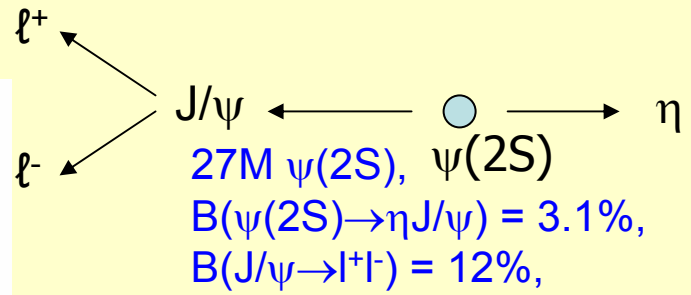 ℓ⁺
J/ψ
η
ℓ⁻
27M ψ(2S), ψ(2S)
B(ψ(2S)→ηJ/ψ) = 3.1%,
B(J/ψ→l⁺l⁻) = 12%,